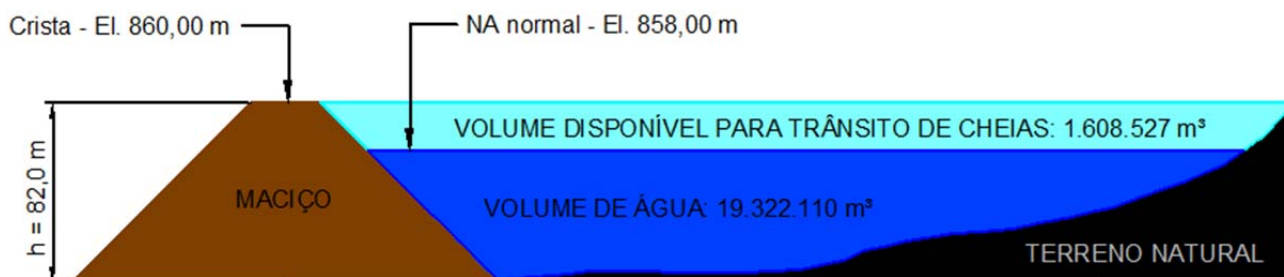 Crista - El. 860,00 m
NA normal - El. 858,00 m
VOLUME DISPONÍVEL PARA TRÂNSITO DE CHEIAS: 1.608.527 m³
h = 82,0 m
MACIÇO
VOLUME DE ÁGUA: 19.322.110 m³
TERRENO NATURAL